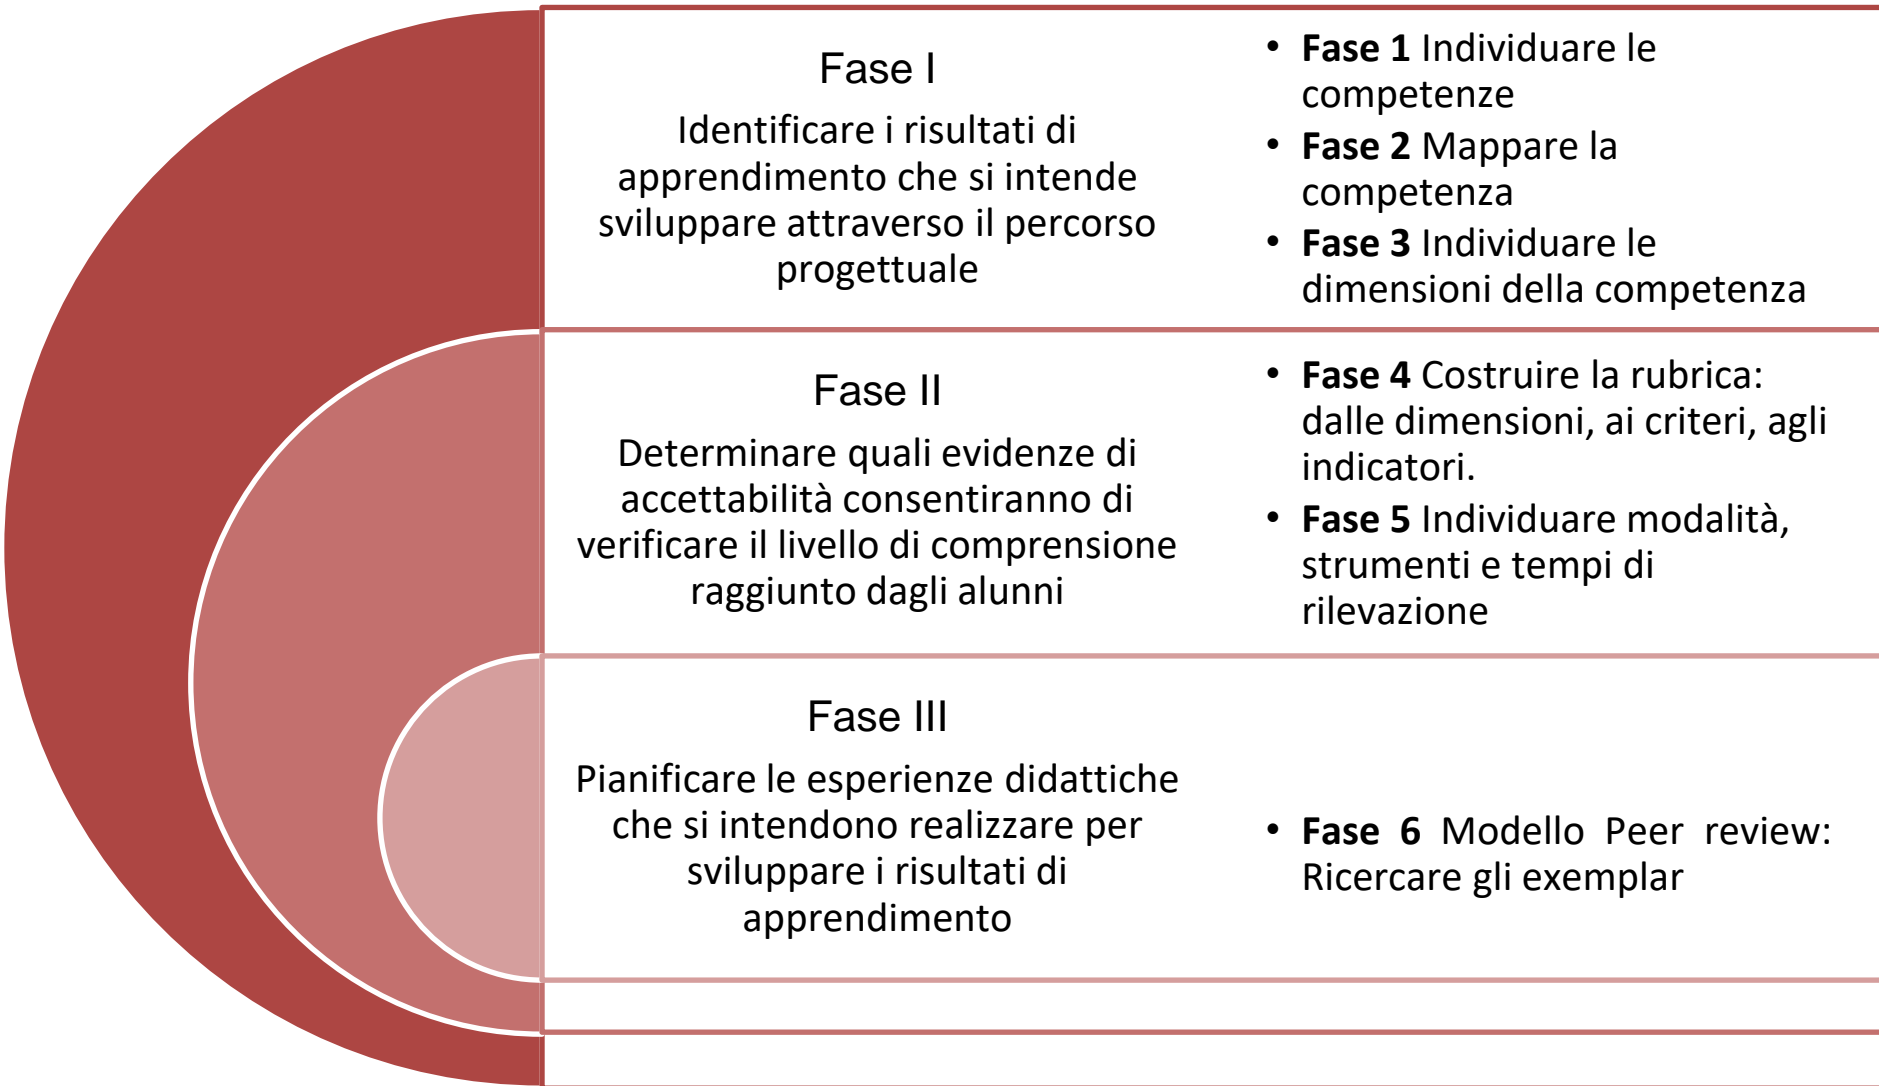 Fase I
Identificare i risultati di
apprendimento che si intende
sviluppare attraverso il percorso
progettuale
• Fase 1 Individuare le
competenze
• Fase 2 Mappare la
competenza
• Fase 3 Individuare le
dimensioni della competenza
Fase II
Determinare quali evidenze di
accettabilità consentiranno di
verificare il livello di comprensione
raggiunto dagli alunni
• Fase 4 Costruire la rubrica:
dalle dimensioni, ai criteri, agli
indicatori.
• Fase 5 Individuare modalità,
strumenti e tempi di
rilevazione
Fase III
Pianificare le esperienze didattiche
che si intendono realizzare per
sviluppare i risultati di
apprendimento
• Fase 6 Modello Peer review:
Ricercare gli exemplar